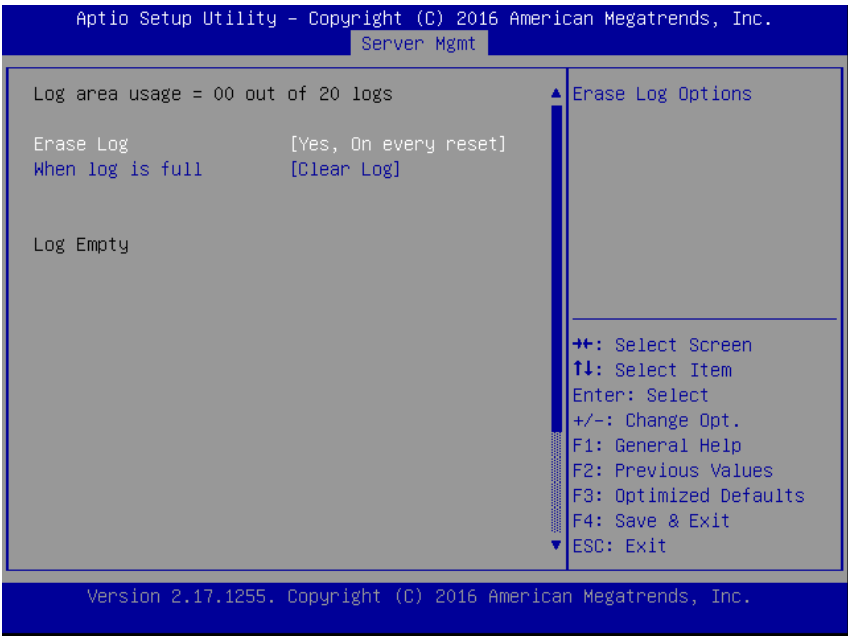 Aptio Setup Utility – Copyright (C) 2016 American Megatrends, Inc.
Server Mgmt
Log area usage = 00 out of 20 logs
Erase Log [Yes, On every reset]
When log is full [Clear Log]
Log Empty
Erase Log Options
→←: Select Screen
↑↓: Select Item
Enter: Select
+/-: Change Opt.
F1: General Help
F2: Previous Values
F3: Optimized Defaults
F4: Save & Exit
ESC: Exit
Version 2.17.1255. Copyright (C) 2016 American Megatrends, Inc.